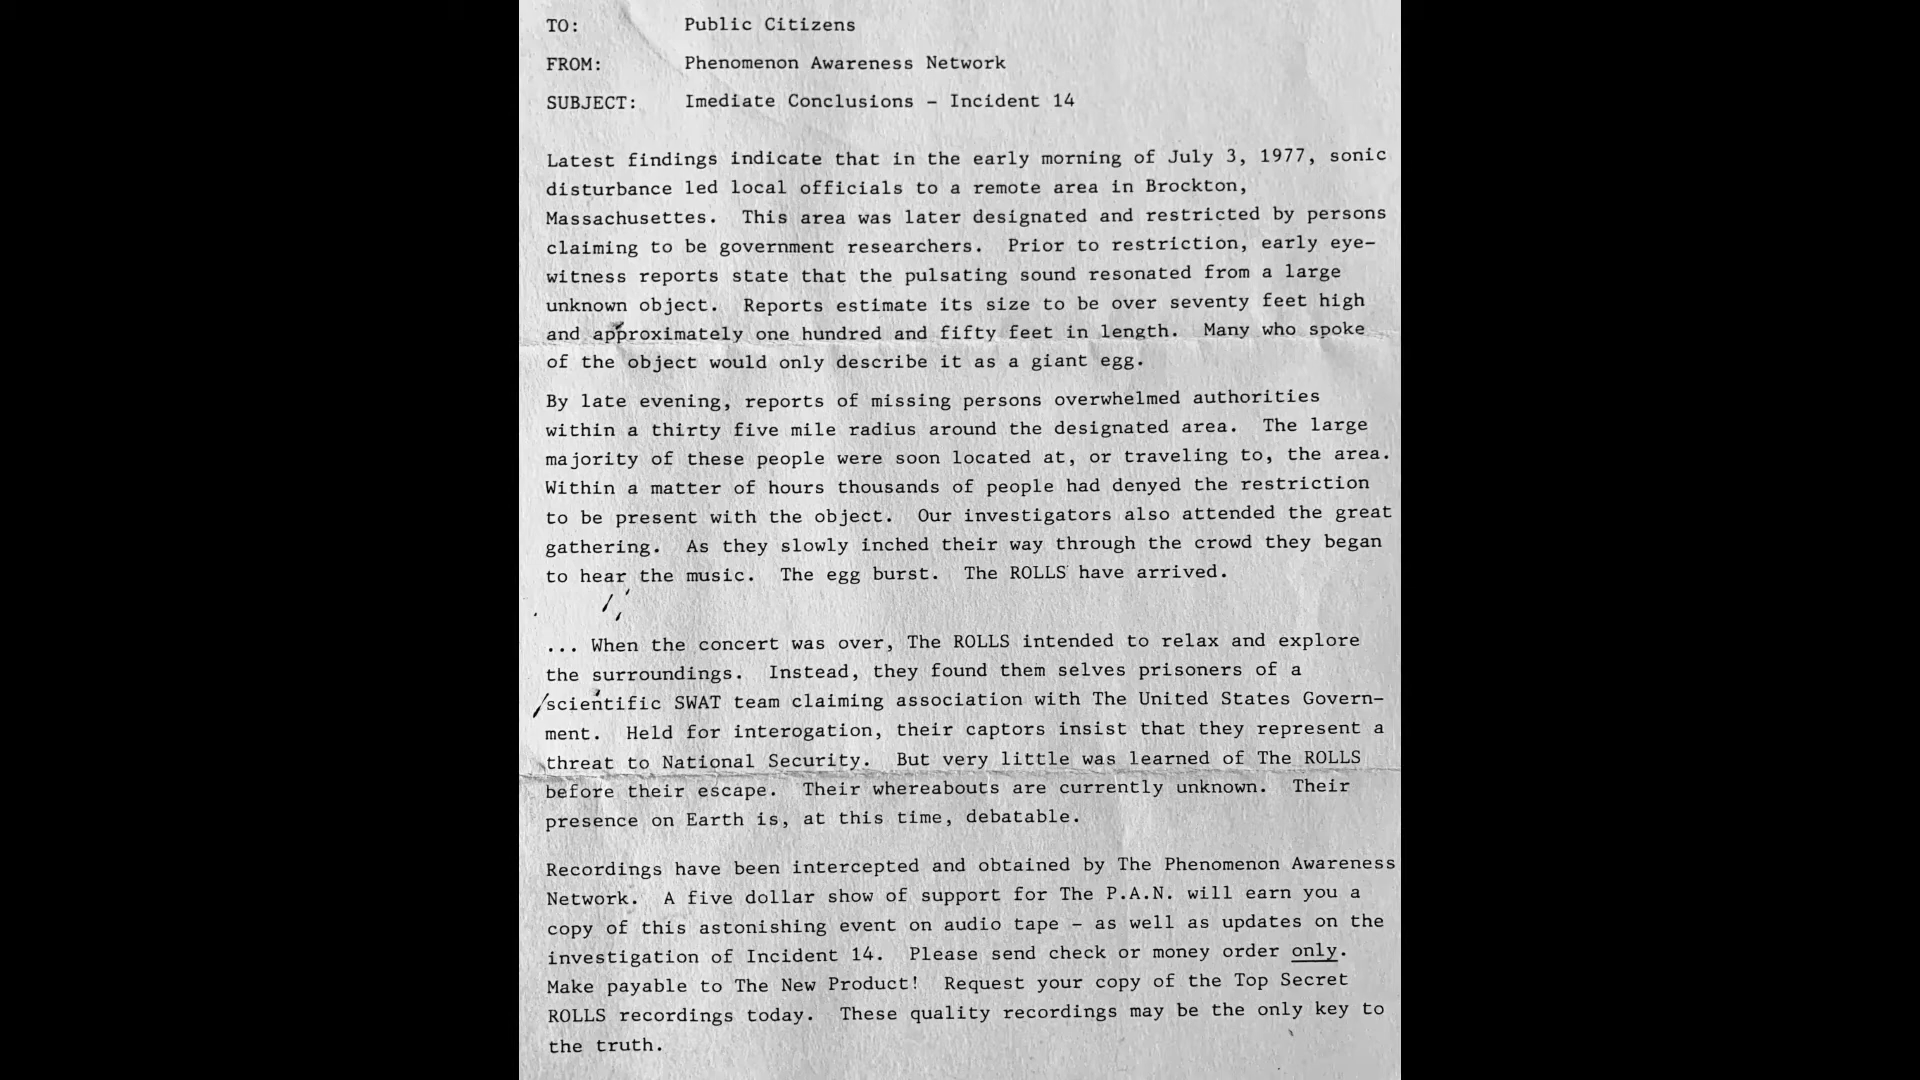 TO: Public Citizens
FROM: Phenomenon Awareness Network
SUBJECT: Imediate Conclusions - Incident 14
Latest findings indicate that in the early morning of July 3, 1977, sonic
disturbance led local officials to a remote area in Brockton,
Massachusettes. This area was later designated and restricted by persons
claiming to be government researchers. Prior to restriction, early eye-
witness reports state that the pulsating sound resonated from a large
unknown object. Reports estimate its size to be over seventy feet high
and approximately one hundred and fifty feet in length. Many who spoke
of the object would only describe it as a giant egg.
By late evening, reports of missing persons overwhelmed authorities
within a thirty five mile radius around the designated area. The large
majority of these people were soon located at, or traveling to, the area.
Within a matter of hours thousands of people had denyed the restriction
to be present with the object. Our investigators also attended the great
gathering. As they slowly inched their way through the crowd they began
to hear the music. The egg burst. The ROLLS have arrived.
... When the concert was over, The ROLLS intended to relax and explore
the surroundings. Instead, they found them selves prisoners of a
scientific SWAT team claiming association with The United States Govern-
ment. Held for interogation, their captors insist that they represent a
threat to National Security. But very little was learned of The ROLLS
before their escape. Their whereabouts are currently unknown. Their
presence on Earth is, at this time, debatable.
Recordings have been intercepted and obtained by The Phenomenon Awareness
Network. A five dollar show of support for The P.A.N. will earn you a
copy of this astonishing event on audio tape - as well as updates on the
investigation of Incident 14. Please send check or money order only.
Make payable to The New Product! Request your copy of the Top Secret
ROLLS recordings today. These quality recordings may be the only key to
the truth.